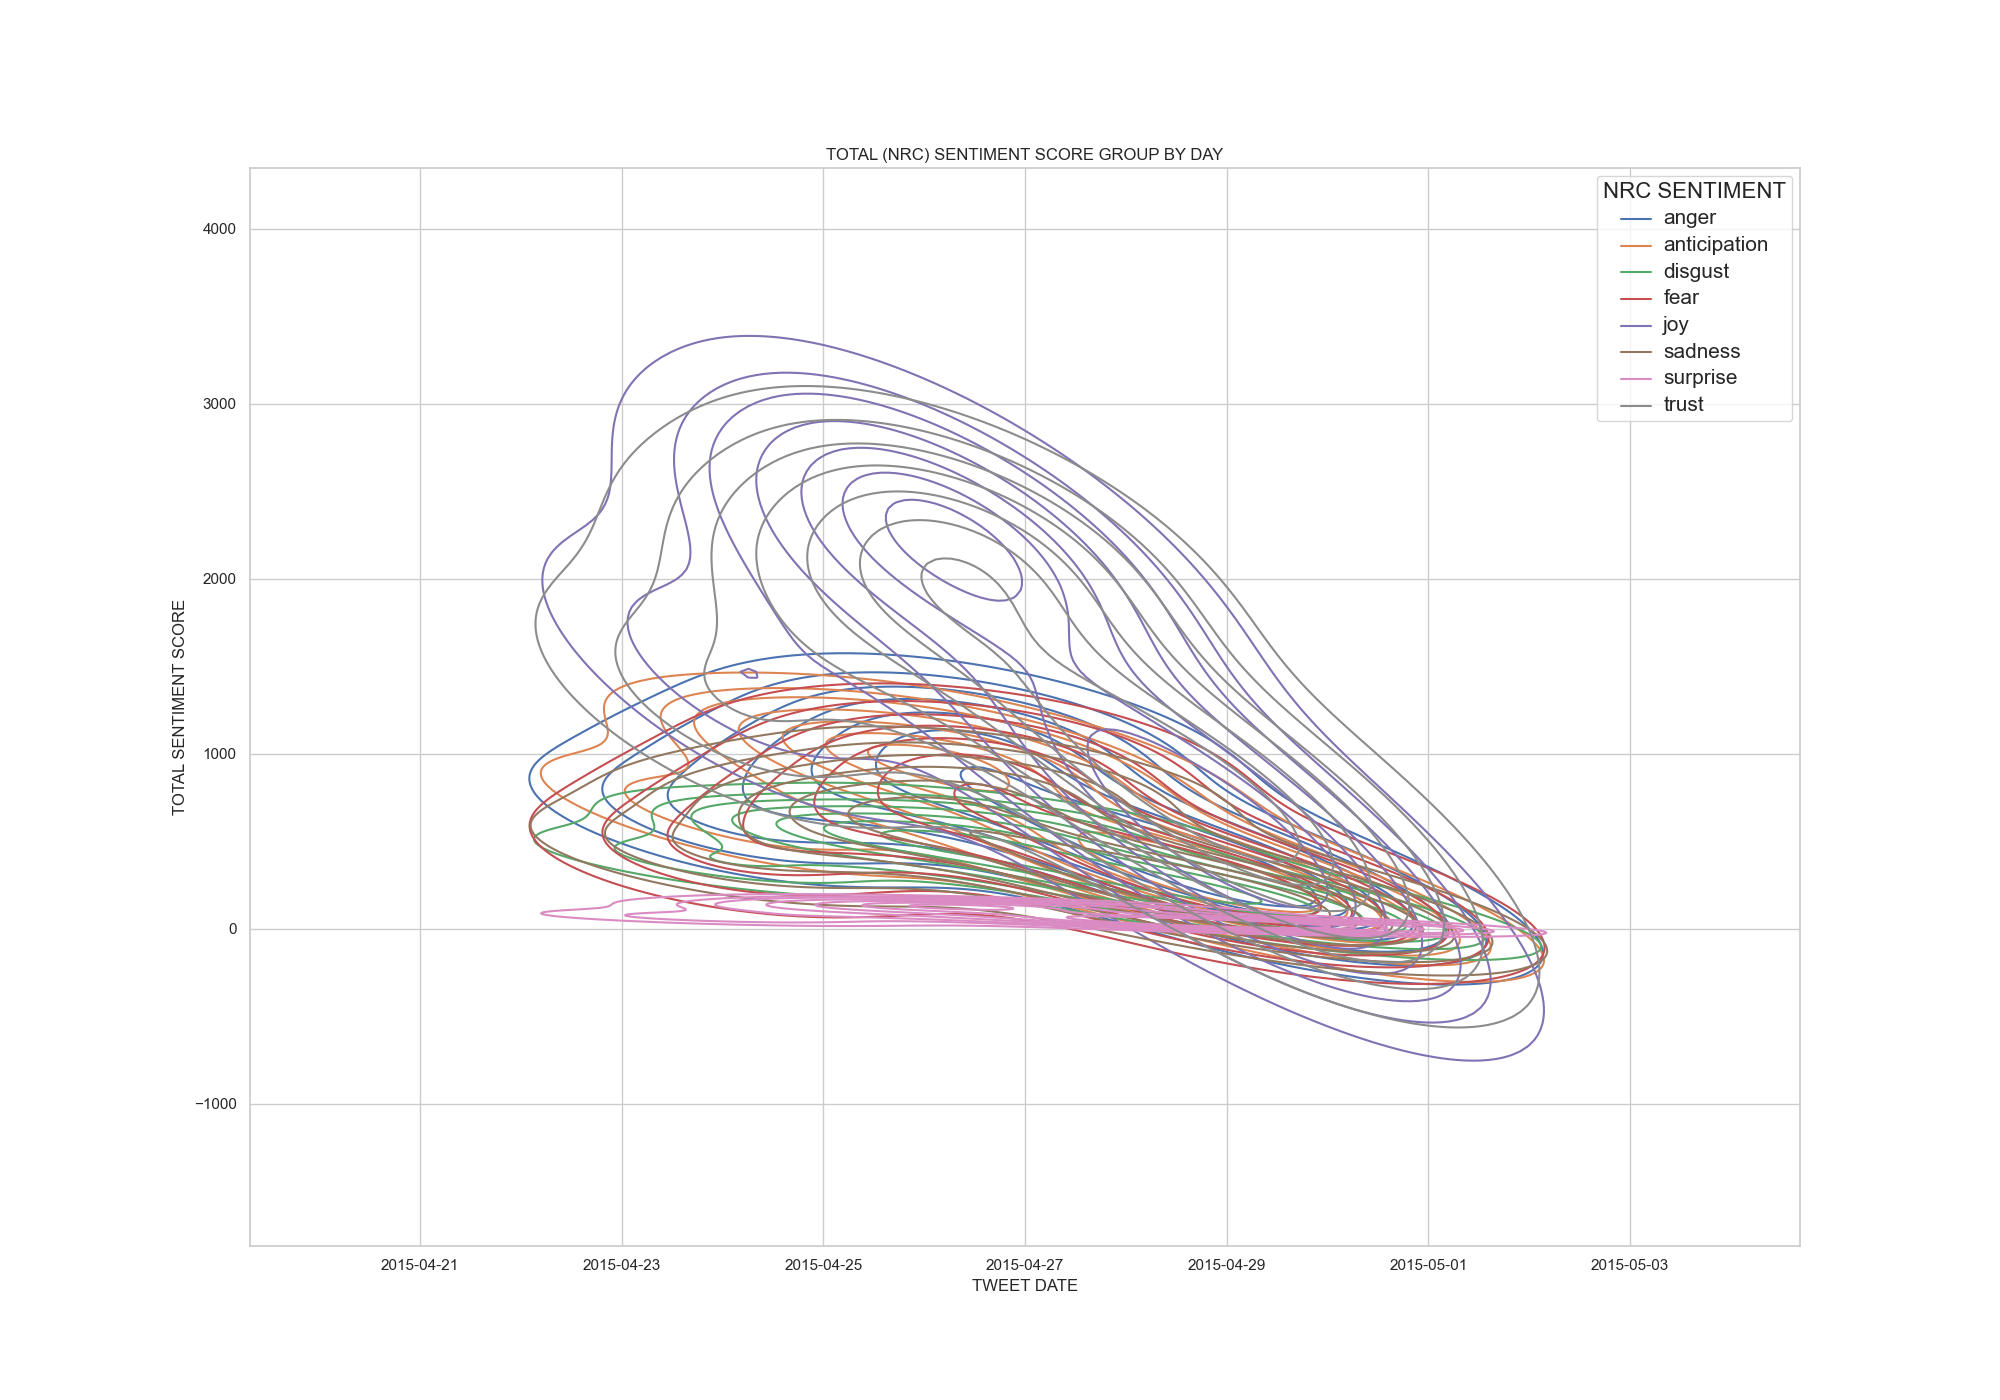 TOTAL (NRC) SENTIMENT SCORE GROUP BY DAY
NRC SENTIMENT
anger
anticipation
disgust
fear
joy
sadness
surprise
trust
TOTAL SENTIMENT SCORE
4000
3000
2000
1000
0
−1000
2015-04-21 2015-04-23 2015-04-25 2015-04-27 2015-04-29 2015-05-01 2015-05-03
TWEET DATE